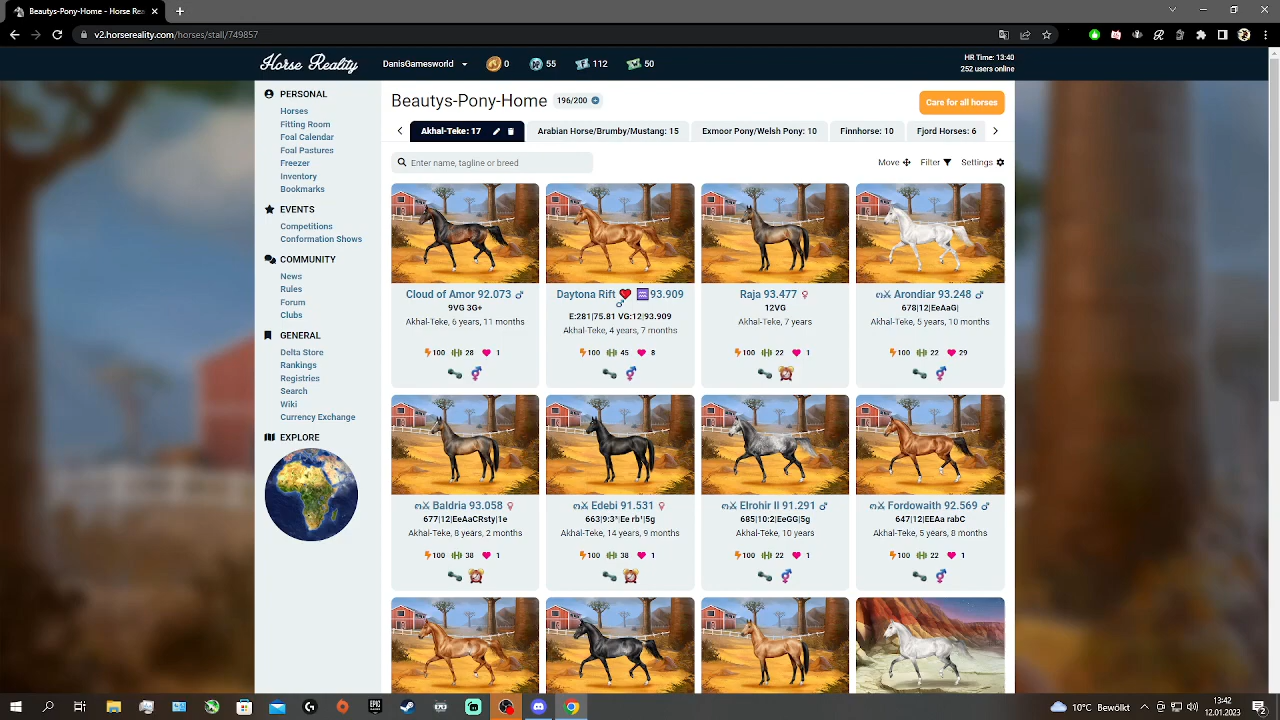 Horse Reality
v2.horsereality.com/horses/stall/749857
Horse Reality
DanisGamesworld
0
55
112
50
HR Time: 13:40
252 users online
PERSONAL
Horses
Fitting Room
Foal Calendar
Foal Pastures
Freezer
Inventory
Bookmarks
EVENTS
Competitions
Conformation Shows
COMMUNITY
News
Rules
Forum
Clubs
GENERAL
Delta Store
Rankings
Registries
Search
Wiki
Currency Exchange
EXPLORE
Beautys-Pony-Home 196/200
Care for all horses
Akhal-Teke: 17
Arabian Horse/Brumby/Mustang: 15
Exmoor Pony/Welsh Pony: 10
Finnhorse: 10
Fjord Horses: 6
Enter name, tagline or breed
Move
Filter
Settings
Cloud of Amor 92.073 ♂
9VG 3G+
Akhal-Teke, 6 years, 11 months
100 28 1
Daytona Rift ❤ ♒ 93.909 ♂
E:281|75.81 VG:12|93.909
Akhal-Teke, 4 years, 7 months
100 45 8
Raja 93.477 ♀
12VG
Akhal-Teke, 7 years
100 22 1
Arondiar 93.248 ♂
678|12|EeAaG|
Akhal-Teke, 5 years, 10 months
100 22 29
Baldria 93.058 ♀
677|12|EeAaCRsty|1e
Akhal-Teke, 8 years, 2 months
100 38 1
Edebi 91.531 ♀
Akhal-Teke, 14 years, 9 months
100 38 1
Elrohir II 91.291 ♂
685|10:2|EeGG|5g
Akhal-Teke, 10 years
100 22 1
Fordowaith 92.569 ♂
647|12|EEAa rabC
Akhal-Teke, 5 years, 8 months
100 22 1
EPIC
10°C Bewölkt
13:42
12.01.2023